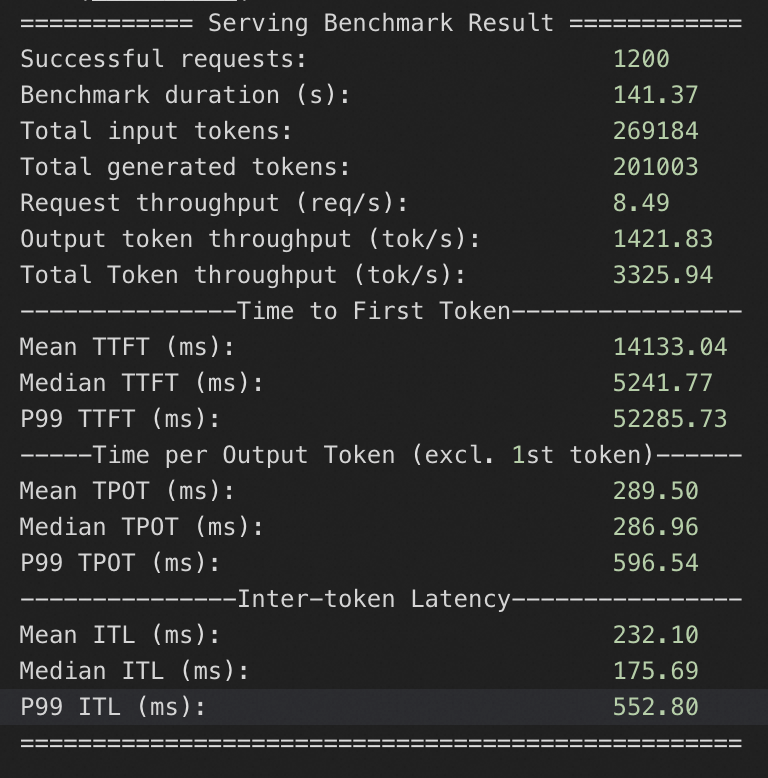 ============ Serving Benchmark Result ============
Successful requests:                     1200
Benchmark duration (s):                  141.37
Total input tokens:                      269184
Total generated tokens:                  201003
Request throughput (req/s):              8.49
Output token throughput (tok/s):         1421.83
Total Token throughput (tok/s):          3325.94
---------------Time to First Token----------------
Mean TTFT (ms):                          14133.04
Median TTFT (ms):                        5241.77
P99 TTFT (ms):                           52285.73
-----Time per Output Token (excl. 1st token)------
Mean TPOT (ms):                          289.50
Median TPOT (ms):                        286.96
P99 TPOT (ms):                           596.54
---------------Inter-token Latency----------------
Mean ITL (ms):                           232.10
Median ITL (ms):                         175.69
P99 ITL (ms):                            552.80
==================================================